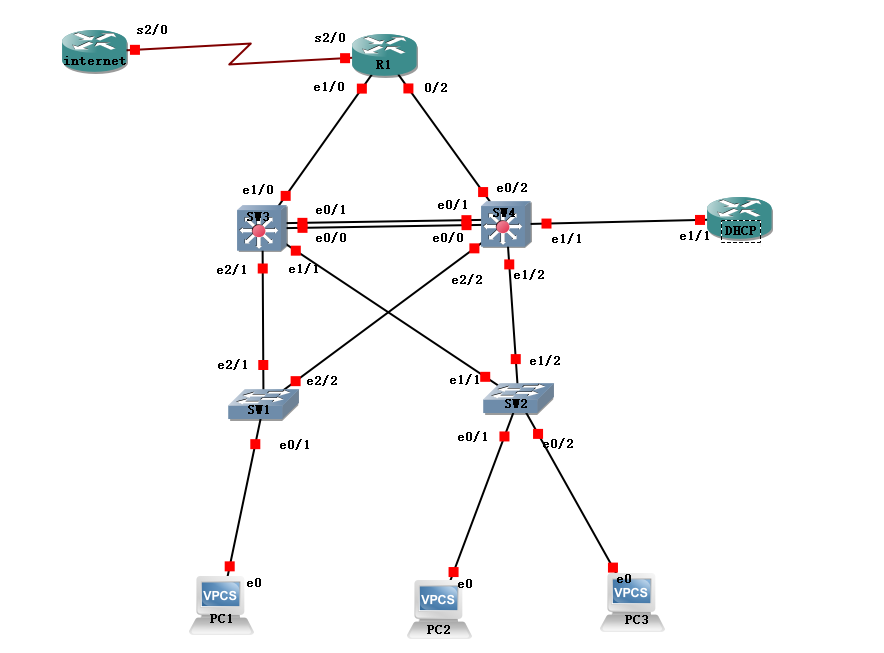 s2/0
s2/0
internet
R1
e1/0
0/2
e1/0
e0/2
SW3
e0/1
e0/1
SW4
e0/0
e0/0
e1/1
e1/1
DHCP
e2/1
e1/1
e2/2
e1/2
e2/1
e2/2
e1/1
e1/2
SW1
SW2
e0/1
e0/1
e0/2
e0
e0
e0
VPCS
VPCS
VPCS
PC1
PC2
PC3